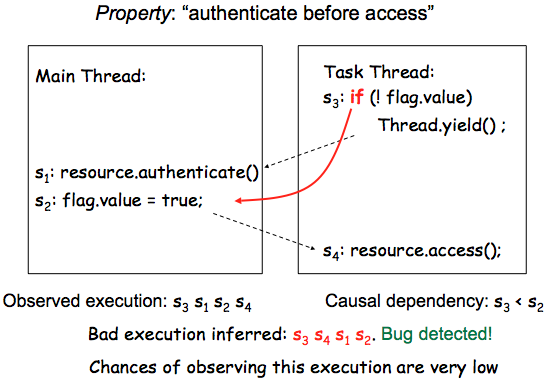 Property: “authenticate before access”
Main Thread:
s1: resource.authenticate()
s2: flag.value = true;
Task Thread:
s3: if (! flag.value)
Thread.yield() ;
s4: resource.access();
Observed execution: s3 s1 s2 s4
Causal dependency: s3 < s2
Bad execution inferred: s3 s4 s1 s2. Bug detected!
Chances of observing this execution are very low